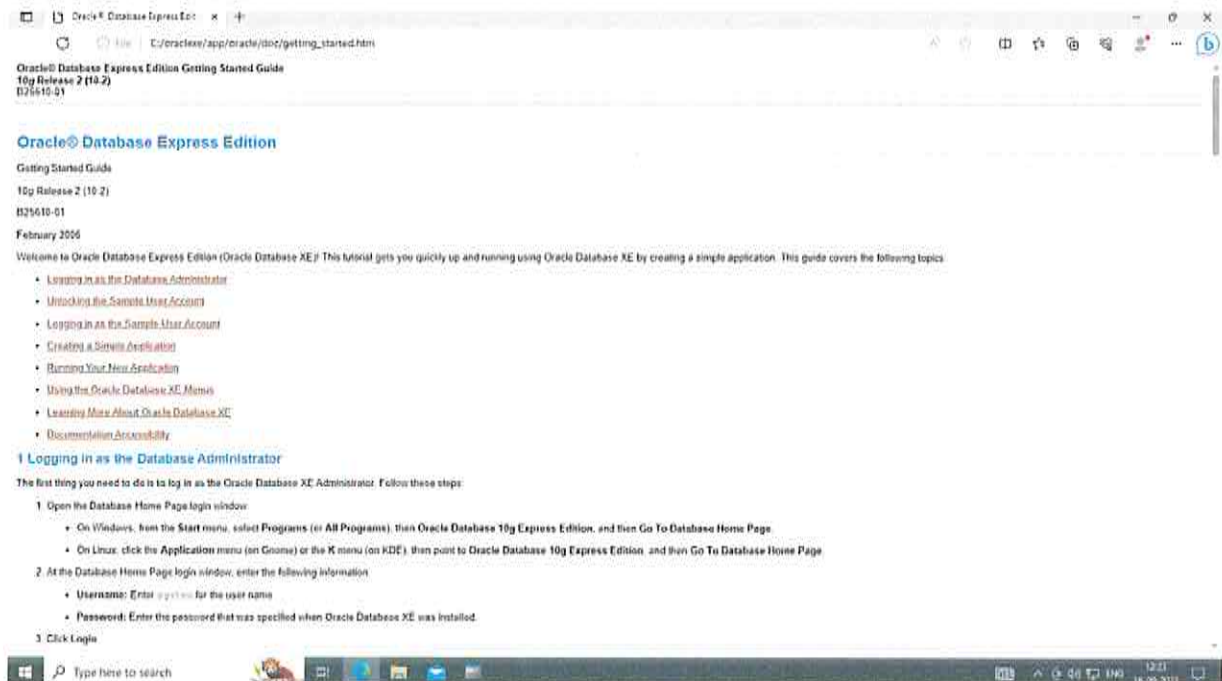 Oracle® Database Express Edi
File C:/oraclexe/app/oracle/doc/getting_started.htm
Oracle® Database Express Edition Getting Started Guide
10g Release 2 (10.2)
B25610-01
Oracle® Database Express Edition
Getting Started Guide
10g Release 2 (10.2)
B25610-01
February 2006
Welcome to Oracle Database Express Edition (Oracle Database XE)! This tutorial gets you quickly up and running using Oracle Database XE by creating a simple application. This guide covers the following topics:
• Logging in as the Database Administrator
• Unlocking the Sample User Account
• Logging in as the Sample User Account
• Creating a Simple Application
• Running Your New Application
• Using the Oracle Database XE Menus
• Learning More About Oracle Database XE
• Documentation Accessibility
1 Logging in as the Database Administrator
The first thing you need to do is to log in as the Oracle Database XE Administrator. Follow these steps:
1. Open the Database Home Page login window:
• On Windows, from the Start menu, select Programs (or All Programs), then Oracle Database 10g Express Edition, and then Go To Database Home Page.
• On Linux, click the Application menu (on Gnome) or the K menu (on KDE), then point to Oracle Database 10g Express Edition, and then Go To Database Home Page.
2. At the Database Home Page login window, enter the following information:
• Username: Enter system for the user name
• Password: Enter the password that was specified when Oracle Database XE was installed.
3. Click Login
Type here to search
ENG
12:21